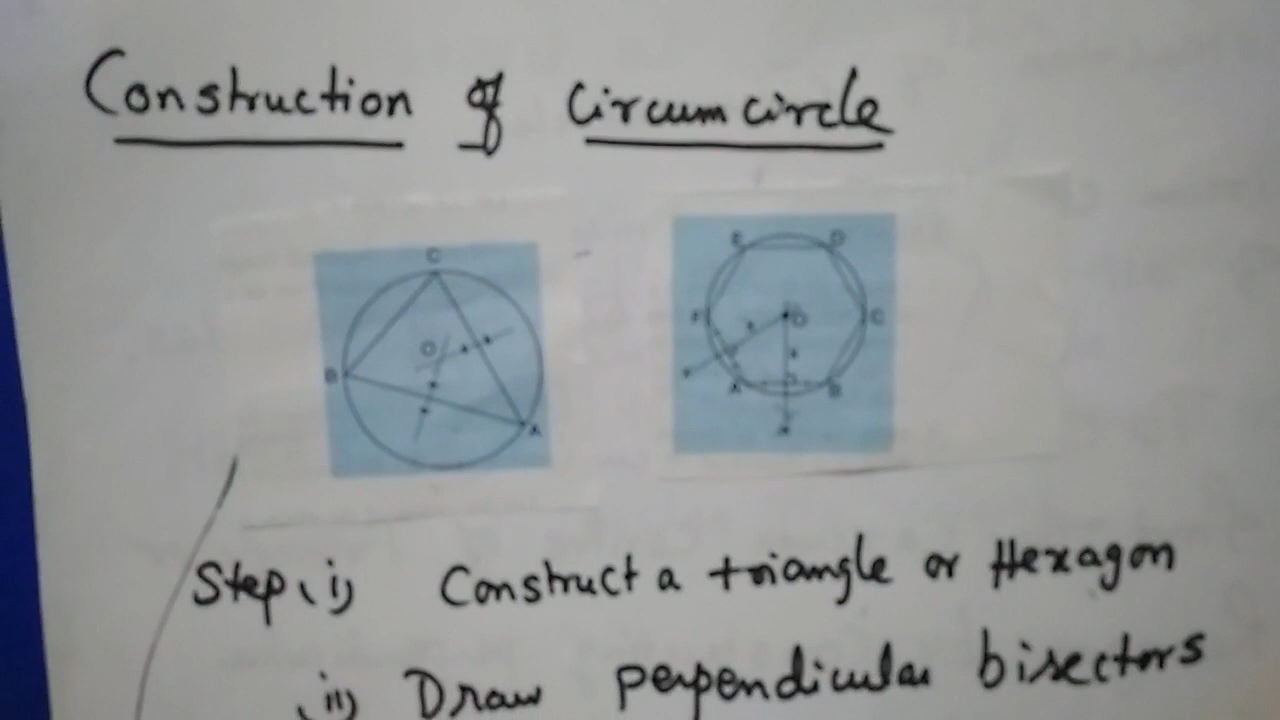 Construction of Circumcircle
C
E D
O
F O C
B
A B
A
Step (i) Construct a triangle or Hexagon
(ii) Draw perpendicular bisectors